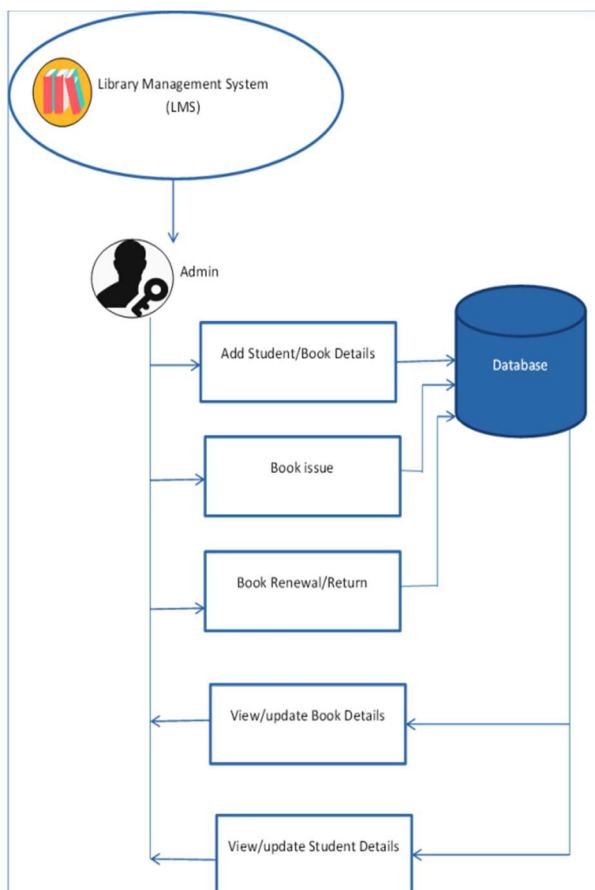 Library Management System
(LMS)
Admin
Add Student/Book Details
Database
Book issue
Book Renewal/Return
View/update Book Details
View/update Student Details